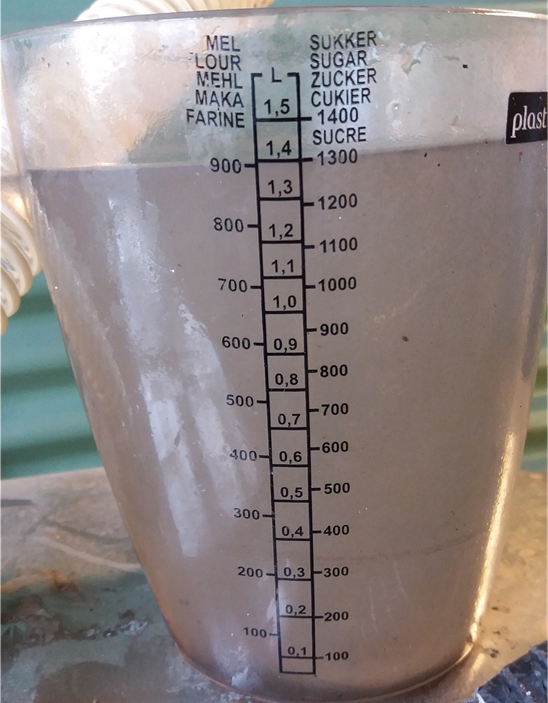 MEL SUKKER
LOUR SUGAR
MEHL L ZUCKER
MAKA 1,5 CUKIER
FARINE 1400
1,4 SUCRE
900 1300
1,3
1200
800 1,2
1100
1,1
700 1000
1,0
900
600 0,9
0,8 800
500
0,7 700
400 0,6 600
0,5 500
300
0,4 400
200 0,3 300
0,2 200
100
0,1 100
plast